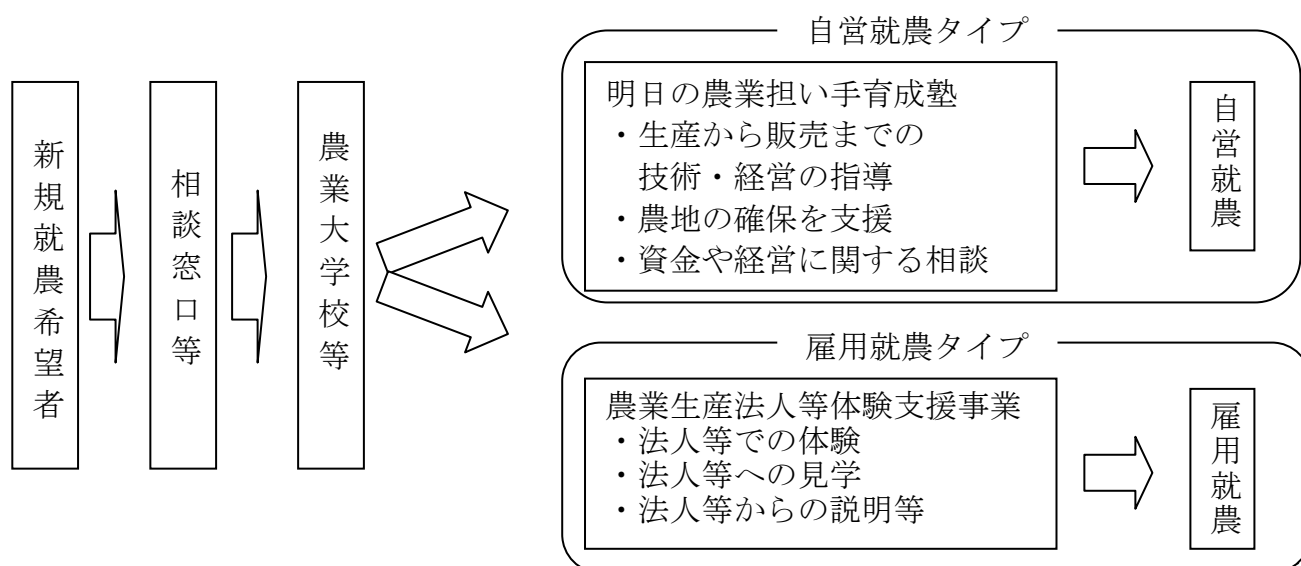 新規就農希望者
相談窓口等
農業大学校等
自営就農タイプ
明日の農業担い手育成塾
・生産から販売までの
技術・経営の指導
・農地の確保を支援
・資金や経営に関する相談
自営就農
雇用就農タイプ
農業生産法人等体験支援事業
・法人等での体験
・法人等への見学
・法人等からの説明等
雇用就農